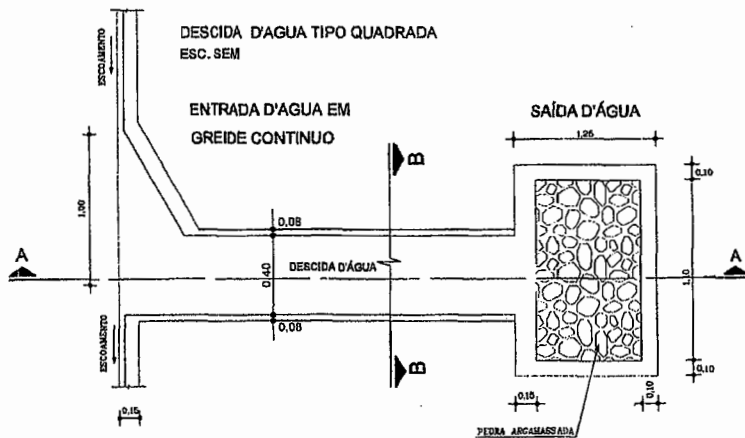 DESCIDA D'AGUA TIPO QUADRADA
ESC. SEM
ESCOAMENTO
ENTRADA D'AGUA EM
GREIDE CONTINUO
SAÍDA D'ÁGUA
1,25
B
0,10
1,00
0,08
A
0,40
DESCIDA D'ÁGUA
1,10
A
0,08
ESCOAMENTO
B
0,10
0,15
0,15
0,10
PEDRA ARGAMASSADA